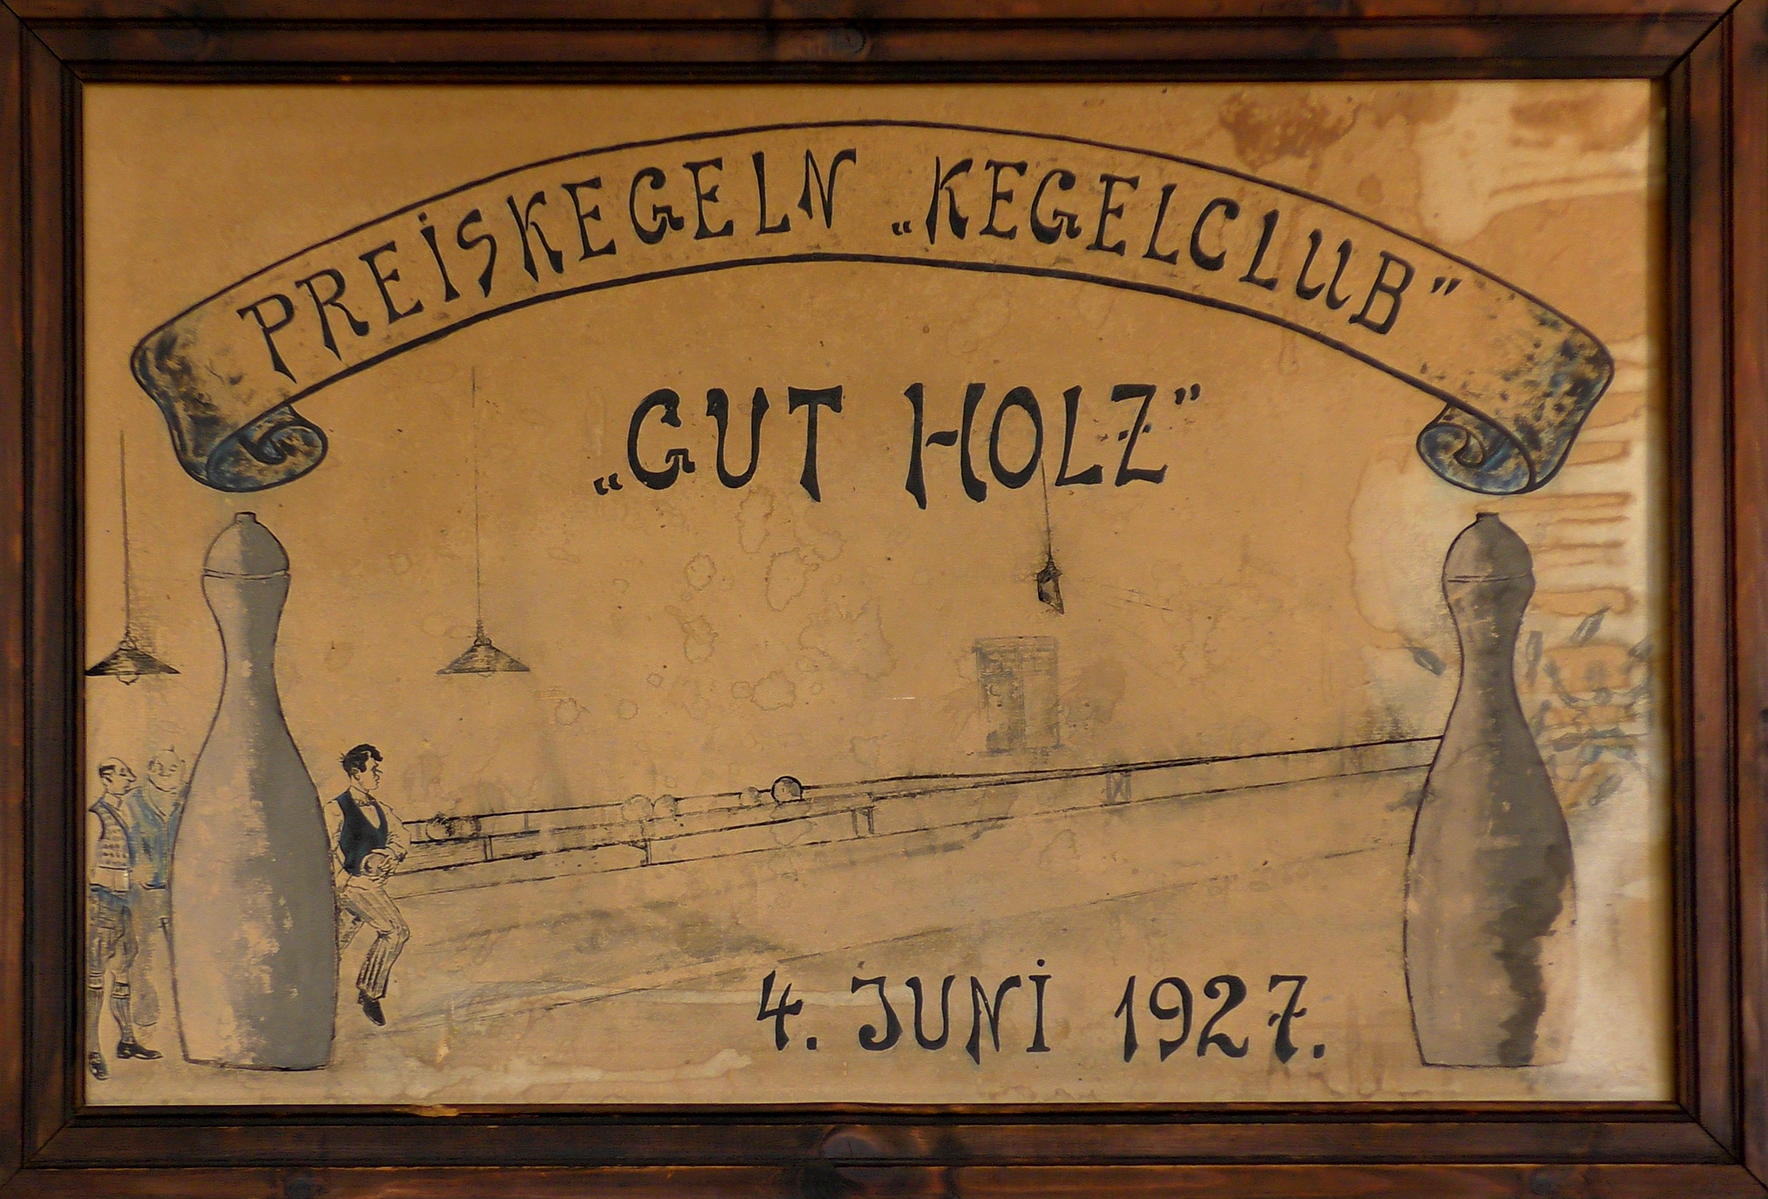 PREiSKEGELN „KEGELCLUB”
„GUT HOLZ”
4. JUNi 1927.